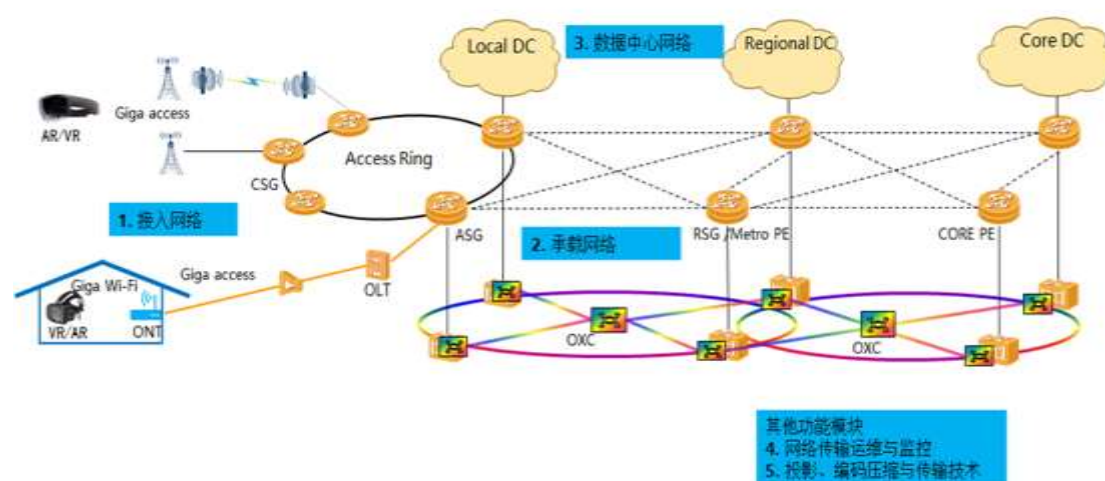 Local DC
3. 数据中心网络
Regional DC
Core DC
Giga access
AR/VR
Access Ring
CSG
1. 接入网络
ASG
2. 承载网络
RSG /Metro PE
CORE PE
Giga access
OLT
Giga Wi-Fi
VR/AR
ONT
OXC
OXC
其他功能模块
4. 网络传输运维与监控
5. 投影、编码压缩与传输技术